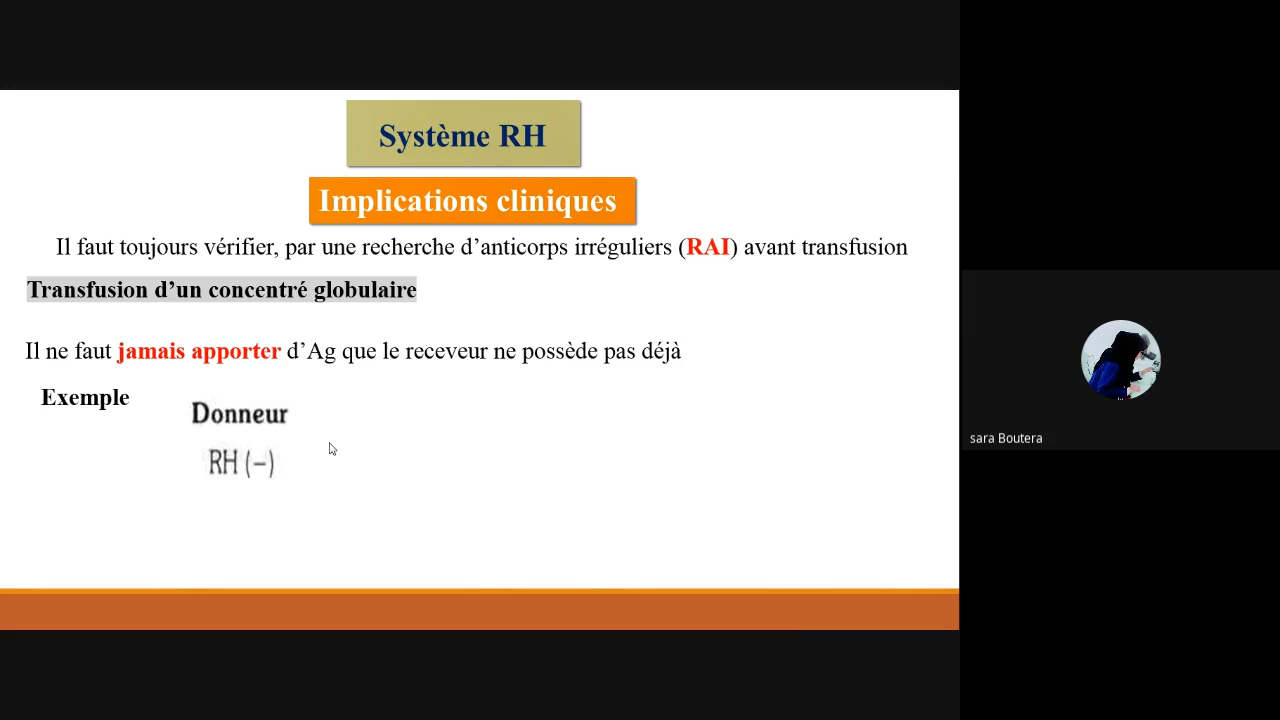 Système RH
Implications cliniques
Il faut toujours vérifier, par une recherche d’anticorps irréguliers (RAI) avant transfusion
Transfusion d’un concentré globulaire
Il ne faut jamais apporter d’Ag que le receveur ne possède pas déjà
Exemple
Donneur
RH (–)
sara Boutera